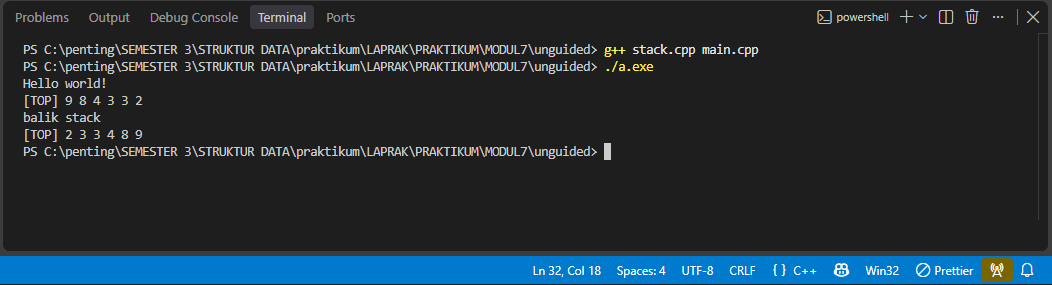 Problems Output Debug Console Terminal Ports powershell
PS C:\penting\SEMESTER 3\STRUKTUR DATA\praktikum\LAPRAK\PRAKTIKUM\MODUL7\unguided> g++ stack.cpp main.cpp
PS C:\penting\SEMESTER 3\STRUKTUR DATA\praktikum\LAPRAK\PRAKTIKUM\MODUL7\unguided> ./a.exe
Hello world!
[TOP] 9 8 4 3 3 2
balik stack
[TOP] 2 3 3 4 8 9
PS C:\penting\SEMESTER 3\STRUKTUR DATA\praktikum\LAPRAK\PRAKTIKUM\MODUL7\unguided>
Ln 32, Col 18 Spaces: 4 UTF-8 CRLF {} C++ Win32 Prettier